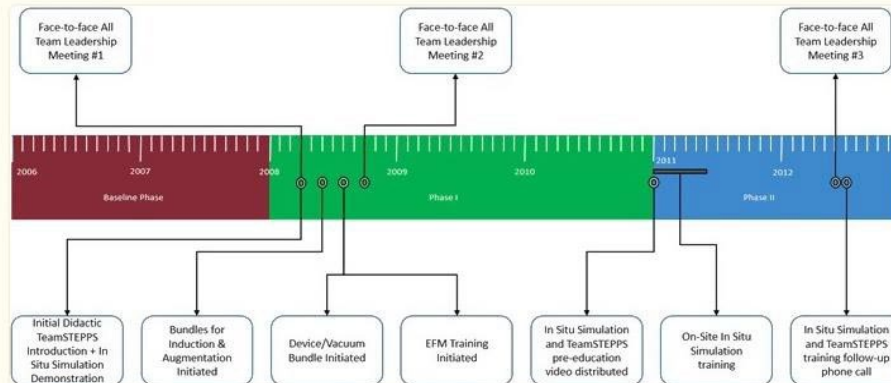 Face-to-face All
Team Leadership
Meeting #1
Face-to-face All
Team Leadership
Meeting #2
Face-to-face All
Team Leadership
Meeting #3
2006
2007
2008
2009
2010
2011
2012
Baseline Phase
Phase I
Phase II
Initial Didactic
TeamSTEPPS
Introduction + In
Situ Simulation
Demonstration
Bundles for
Induction &
Augmentation
Initiated
Device/Vacuum
Bundle Initiated
EFM Training
Initiated
In Situ Simulation
and TeamSTEPPS
pre-education
video distributed
On-Site In Situ
Simulation
training
In Situ Simulation
and TeamSTEPPS
training follow-up
phone call